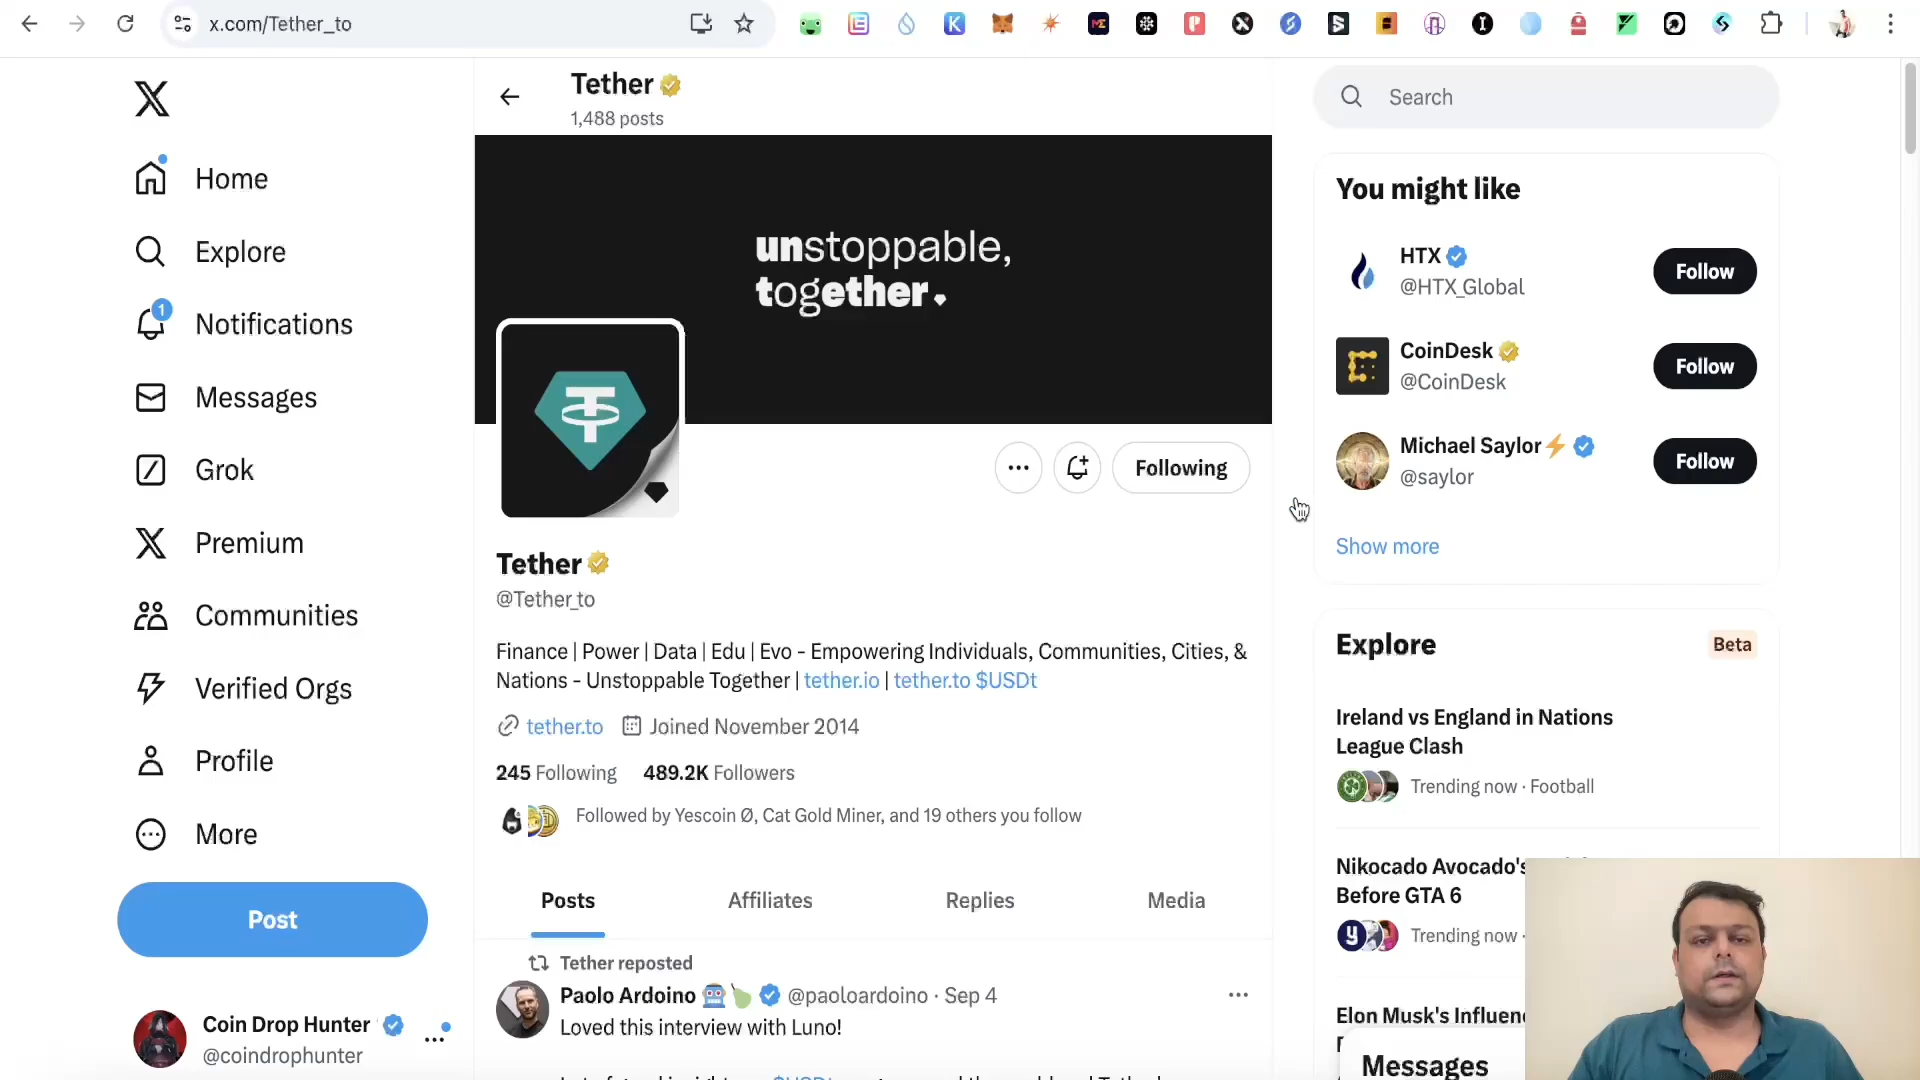 x.com/Tether_to
Tether
1,488 posts
Search
Home
Explore
Notifications
1
Messages
Grok
Premium
Communities
Verified Orgs
Profile
More
Post
Coin Drop Hunter
@coindrophunter
unstoppable,
together.
Following
Tether
@Tether_to
Finance | Power | Data | Edu | Evo - Empowering Individuals, Communities, Cities, &
Nations - Unstoppable Together | tether.io | tether.to $USDt
tether.to Joined November 2014
245 Following 489.2K Followers
Followed by Yescoin Ø, Cat Gold Miner, and 19 others you follow
Posts Affiliates Replies Media
Tether reposted
Paolo Ardoino @paoloardoino · Sep 4
Loved this interview with Luno!
You might like
HTX
@HTX_Global
Follow
CoinDesk
@CoinDesk
Follow
Michael Saylor
@saylor
Follow
Show more
Explore
Beta
Ireland vs England in Nations
League Clash
Trending now · Football
Nikocado Avocado's
Before GTA 6
Trending now ·
Elon Musk's
Messages